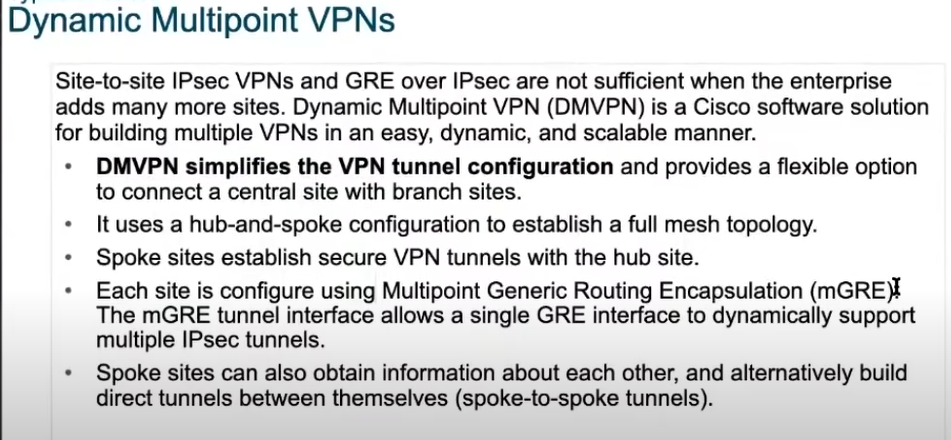 Dynamic Multipoint VPNs
Site-to-site IPsec VPNs and GRE over IPsec are not sufficient when the enterprise
adds many more sites. Dynamic Multipoint VPN (DMVPN) is a Cisco software solution
for building multiple VPNs in an easy, dynamic, and scalable manner.
• DMVPN simplifies the VPN tunnel configuration and provides a flexible option
to connect a central site with branch sites.
• It uses a hub-and-spoke configuration to establish a full mesh topology.
• Spoke sites establish secure VPN tunnels with the hub site.
• Each site is configure using Multipoint Generic Routing Encapsulation (mGRE).
The mGRE tunnel interface allows a single GRE interface to dynamically support
multiple IPsec tunnels.
• Spoke sites can also obtain information about each other, and alternatively build
direct tunnels between themselves (spoke-to-spoke tunnels).